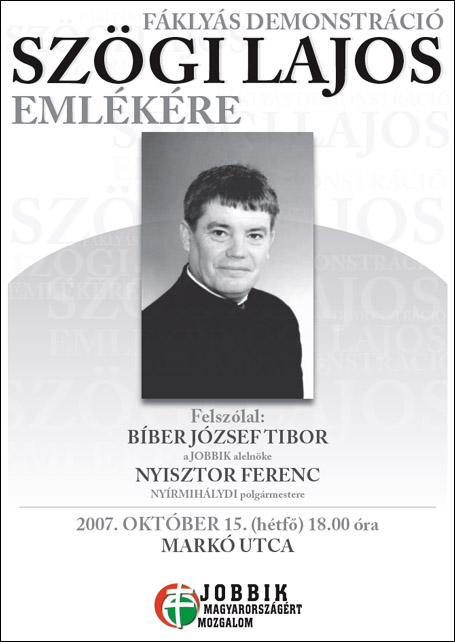 FÁKLYÁS DEMONSTRÁCIÓ
SZÖGI LAJOS
EMLÉKÉRE
Felszólal:
BÍBER JÓZSEF TIBOR
a JOBBIK alelnöke
NYISZTOR FERENC
NYÍRMIHÁLYDI polgármestere
2007. OKTÓBER 15. (hétfő) 18.00 óra
MARKÓ UTCA
JOBBIK
MAGYARORSZÁGÉRT
MOZGALOM